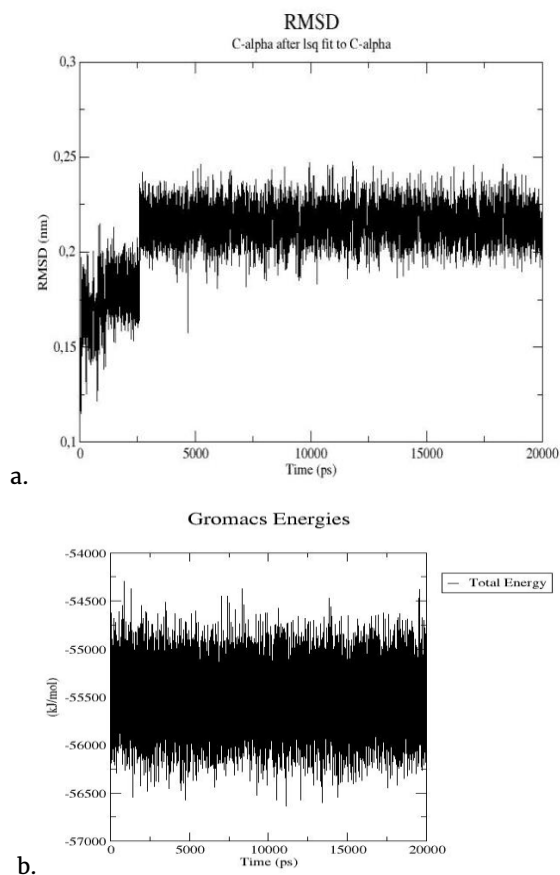 RMSD
C-alpha after lsq fit to C-alpha
RMSD (nm)
0,3
0,25
0,2
0,15
0,1
0 5000 10000 15000 20000
Time (ps)
a.
Gromacs Energies
(kJ/mol)
-54000
-54500
-55000
-55500
-56000
-56500
-57000
0 5000 10000 15000 20000
Time (ps)
Total Energy
b.